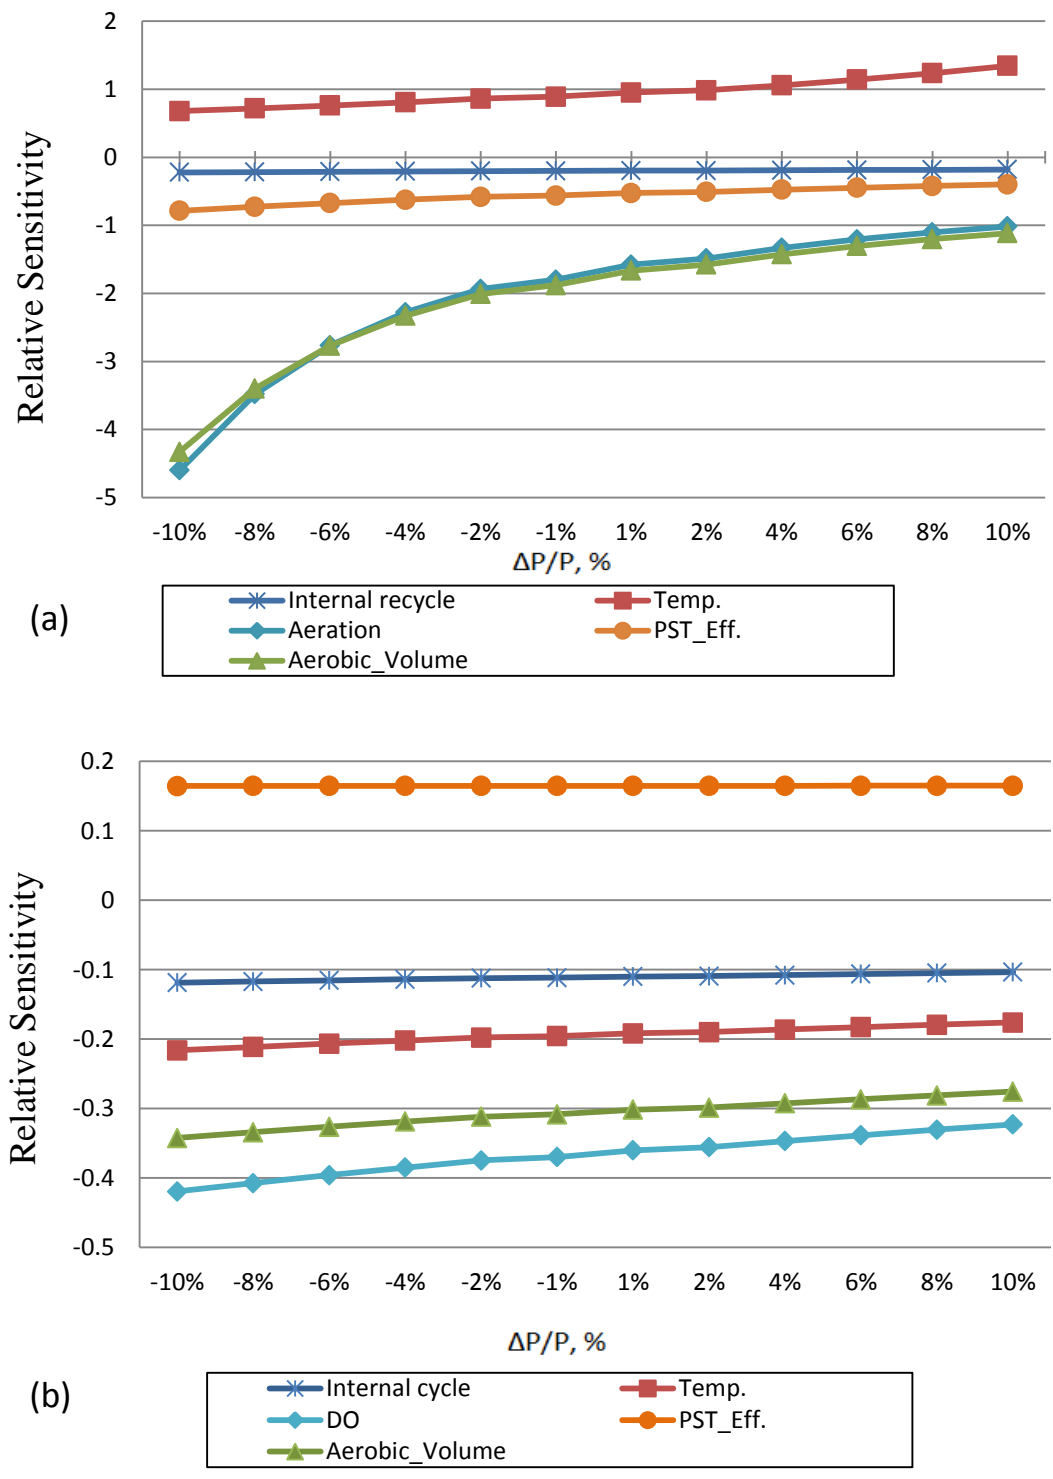 Relative Sensitivity
2
1
0
-1
-2
-3
-4
-5
-10% -8% -6% -4% -2% -1% 1% 2% 4% 6% 8% 10%
ΔP/P, %
(a)
Internal recycle Temp.
Aeration PST_Eff.
Aerobic_Volume
Relative Sensitivity
0.2
0.1
0
-0.1
-0.2
-0.3
-0.4
-0.5
-10% -8% -6% -4% -2% -1% 1% 2% 4% 6% 8% 10%
ΔP/P, %
(b)
Internal cycle Temp.
DO PST_Eff.
Aerobic_Volume